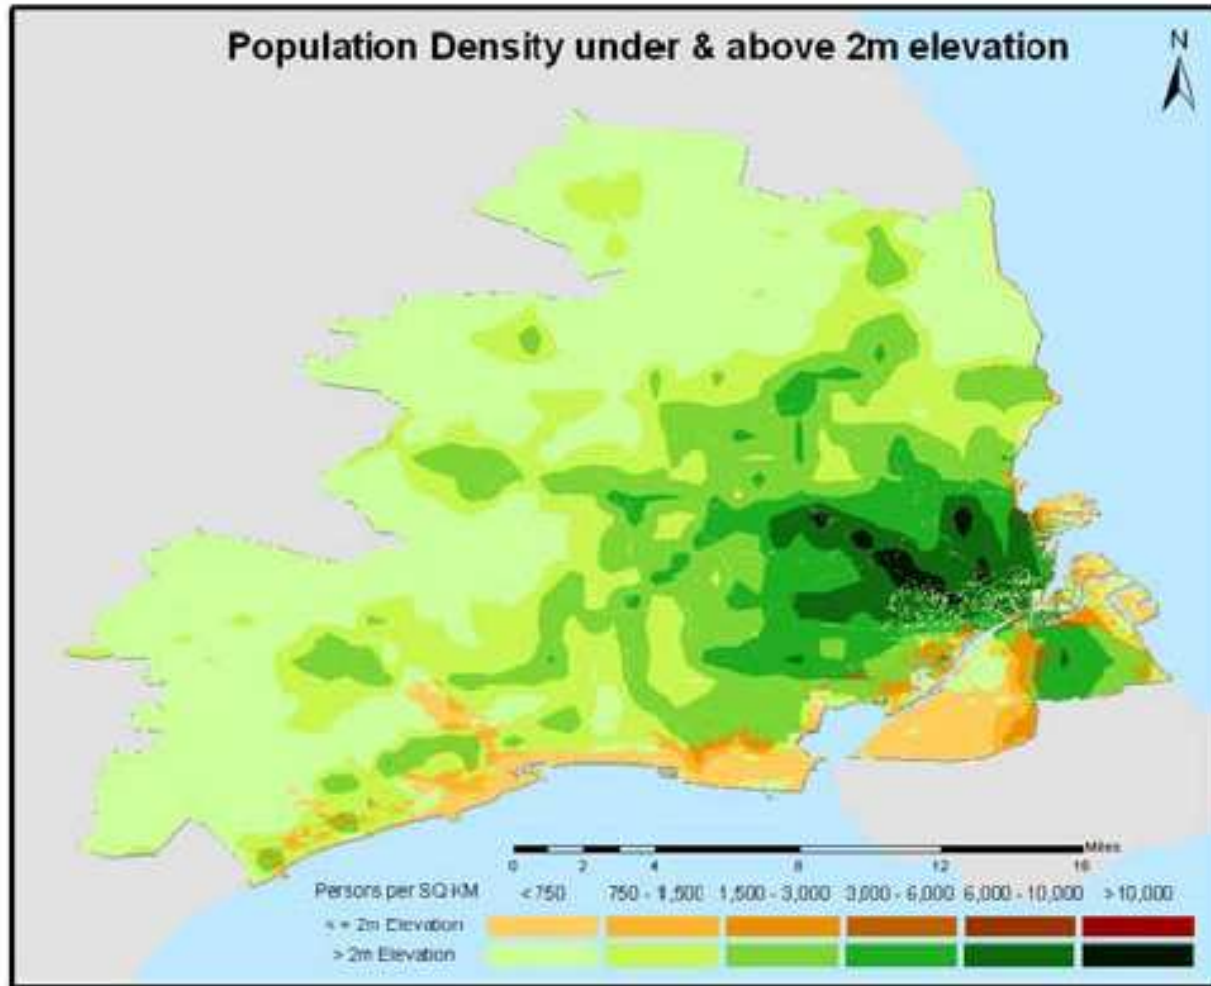 Population Density under & above 2m elevation
N
Miles
0 2 4 8 12 16
Persons per SQ KM <750 750 - 1,500 1,500 - 3,000 3,000 - 6,000 6,000 - 10,000 >10,000
<= 2m Elevation
> 2m Elevation